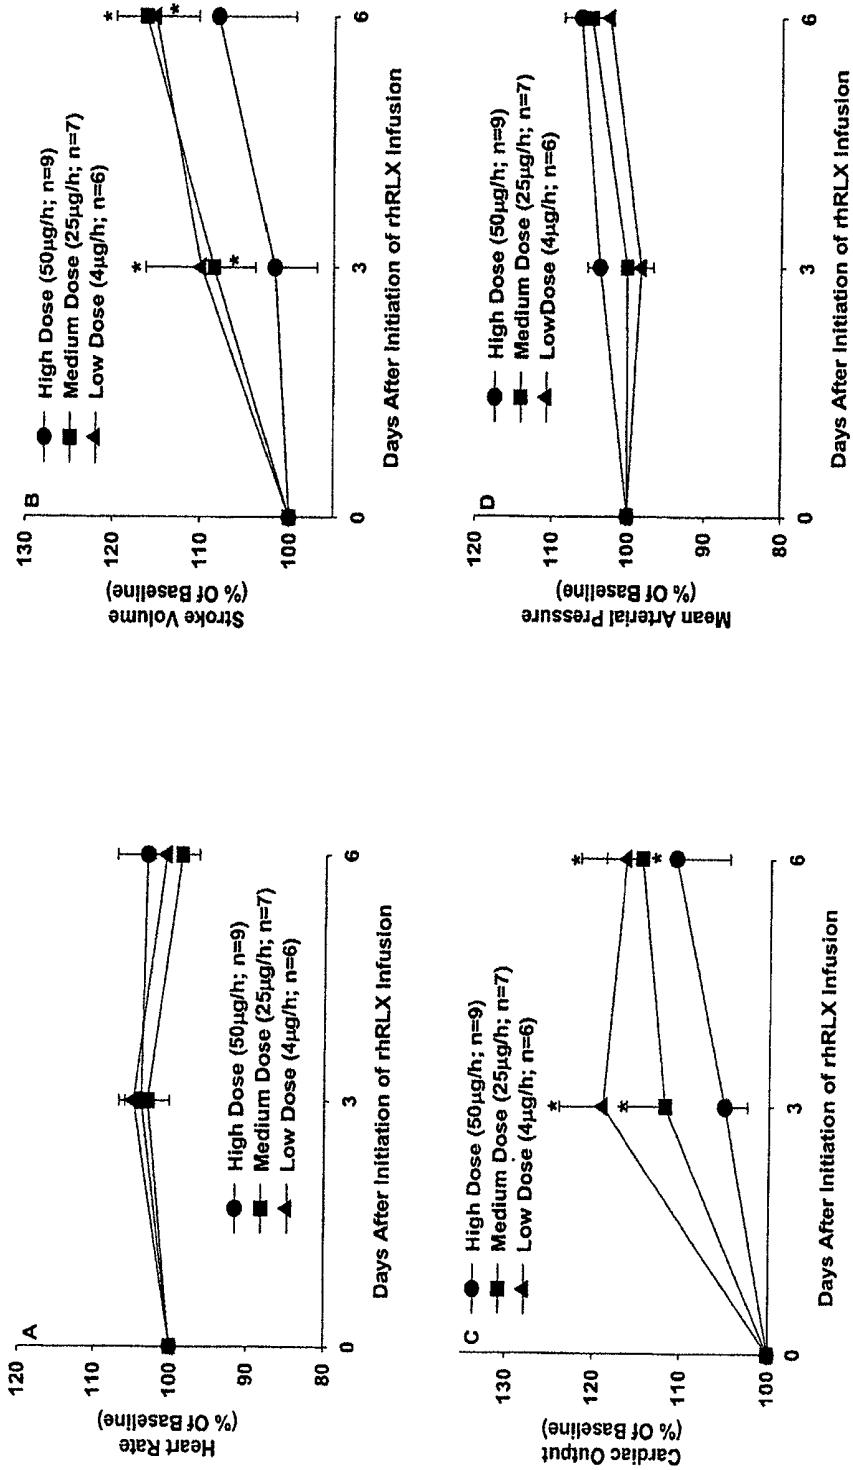 A
120
100
90
80
Heart Rate
(% Of Baseline)
High Dose (50µg/h; n=9)
Medium Dose (25µg/h; n=7)
Low Dose (4µg/h; n=6)
0
3
6
Days After Initiation of rhRLX Infusion
B
130
120
110
100
Stroke Volume
(% Of Baseline)
High Dose (50µg/h; n=9)
Medium Dose (25µg/h; n=7)
Low Dose (4µg/h; n=6)
*
*
*
*
0
3
6
Days After Initiation of rhRLX Infusion
C
130
120
110
100
Cardiac Output
(% Of Baseline)
High Dose (50µg/h; n=9)
Medium Dose (25µg/h; n=7)
Low Dose (4µg/h; n=6)
*
*
*
*
0
3
6
Days After Initiation of rhRLX Infusion
D
120
110
100
90
80
Mean Arterial Pressure
(% Of Baseline)
High Dose (50µg/h; n=9)
Medium Dose (25µg/h; n=7)
LowDose (4µg/h; n=6)
0
3
6
Days After Initiation of rhRLX Infusion